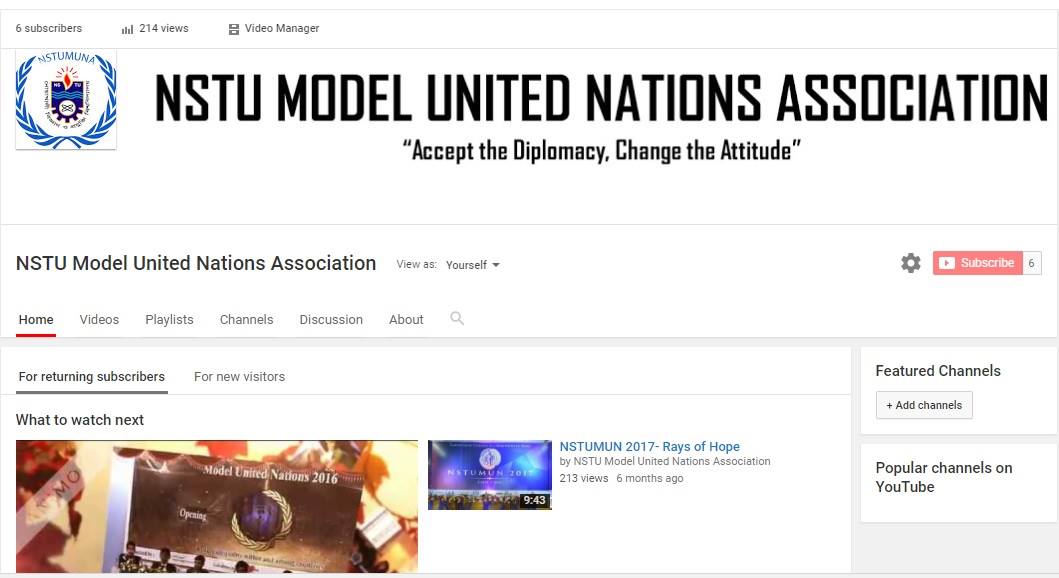 6 subscribers
214 views
Video Manager
NSTUMUNA
NS TU
NSTU MODEL UNITED NATIONS ASSOCIATION
“Accept the Diplomacy, Change the Attitude”
NSTU Model United Nations Association
View as: Yourself
Subscribe 6
Home Videos Playlists Channels Discussion About
For returning subscribers For new visitors
What to watch next
Model United Nations 2016
Opening
NSTUMUN 2017
9:43
NSTUMUN 2017- Rays of Hope
by NSTU Model United Nations Association
213 views 6 months ago
Featured Channels
+ Add channels
Popular channels on
YouTube